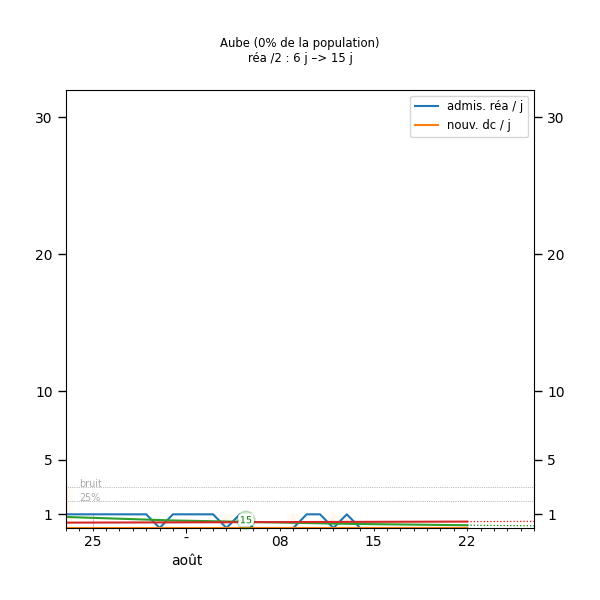 Aube (0% de la population)
réa /2 : 6 j –> 15 j
admis. réa / j
nouv. dc / j
30
30
20
20
10
10
5
5
bruit
25%
1
15
1
25
-
08
15
22
août